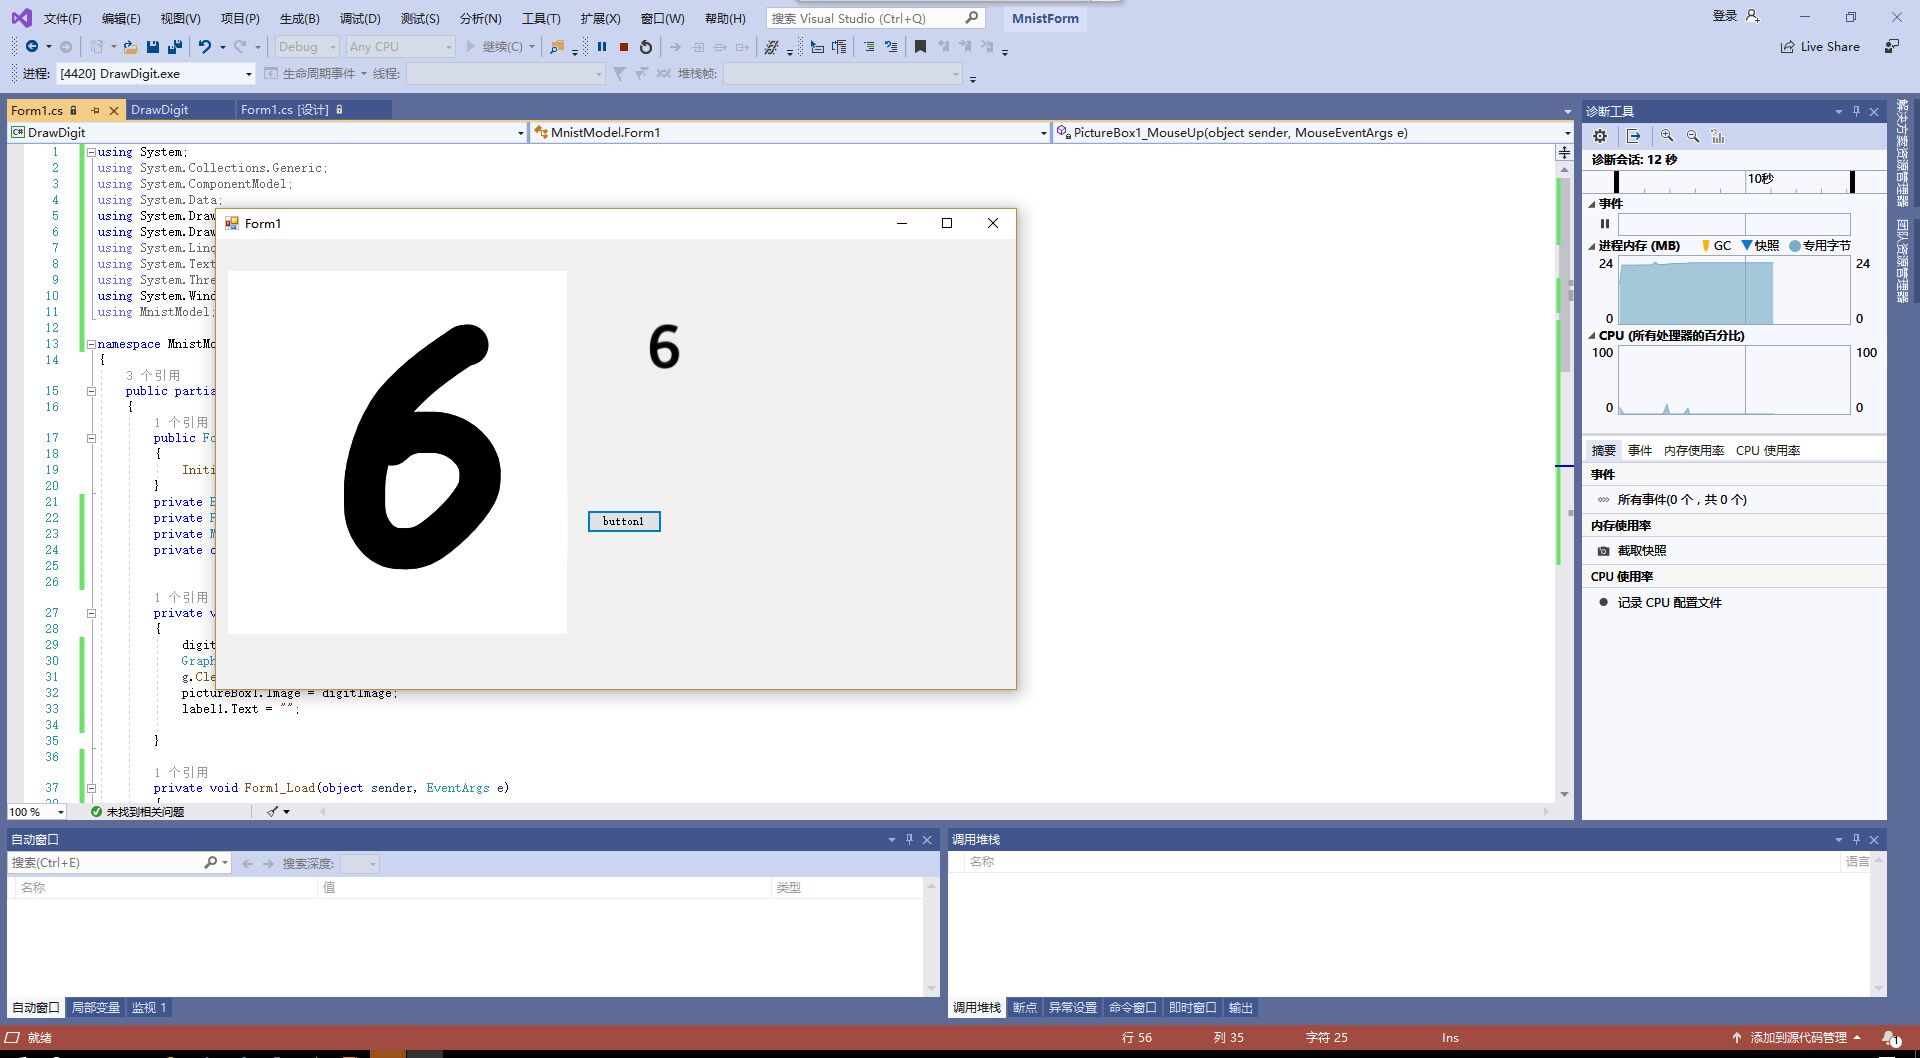 文件(F) 编辑(E) 视图(V) 项目(P) 生成(B) 调试(D) 测试(S) 分析(N) 工具(T) 扩展(X) 窗口(W) 帮助(H) 搜索 Visual Studio (Ctrl+Q) MnistForm 登录
Debug Any CPU 继续(C) Live Share
进程: [4420] DrawDigit.exe 生命周期事件 线程: 堆栈帧:
Form1.cs DrawDigit Form1.cs [设计]
DrawDigit MnistModel.Form1 PictureBox1_MouseUp(object sender, MouseEventArgs e)
1 using System;
2 using System.Collections.Generic;
3 using System.ComponentModel;
4 using System.Data;
5 using System.Draw
6 using System.Draw
7 using System.Linq
8 using System.Text
9 using System.Thre
10 using System.Wind
11 using MnistModel;
12
13 namespace MnistMo
14 {
3 个引用
15 public partia
16 {
1 个引用
17 public Fo
18 {
19 Initi
20 }
21 private
22 private
23 private
24 private
25
26
1 个引用
27 private v
28 {
29 digit
30 Graph
31 g.Cle
32 pictureBox1.Image = digitImage;
33 label1.Text = "";
34
35 }
36
1 个引用
37 private void Form1_Load(object sender, EventArgs e)
Form1
6
6
button1
100 % 未找到相关问题
诊断工具
诊断会话: 12 秒
10秒
事件
进程内存 (MB) GC 快照 专用字节
24 24
0 0
CPU (所有处理器的百分比)
100 100
0 0
摘要 事件 内存使用率 CPU 使用率
事件
所有事件(0 个，共 0 个)
内存使用率
截取快照
CPU 使用率
记录 CPU 配置文件
解决方案资源管理器
团队资源管理器
自动窗口
搜索(Ctrl+E) 搜索深度:
名称 值 类型
自动窗口 局部变量 监视 1
调用堆栈
名称 语言
调用堆栈 断点 异常设置 命令窗口 即时窗口 输出
就绪 行 56 列 35 字符 25 Ins 添加到源代码管理 1